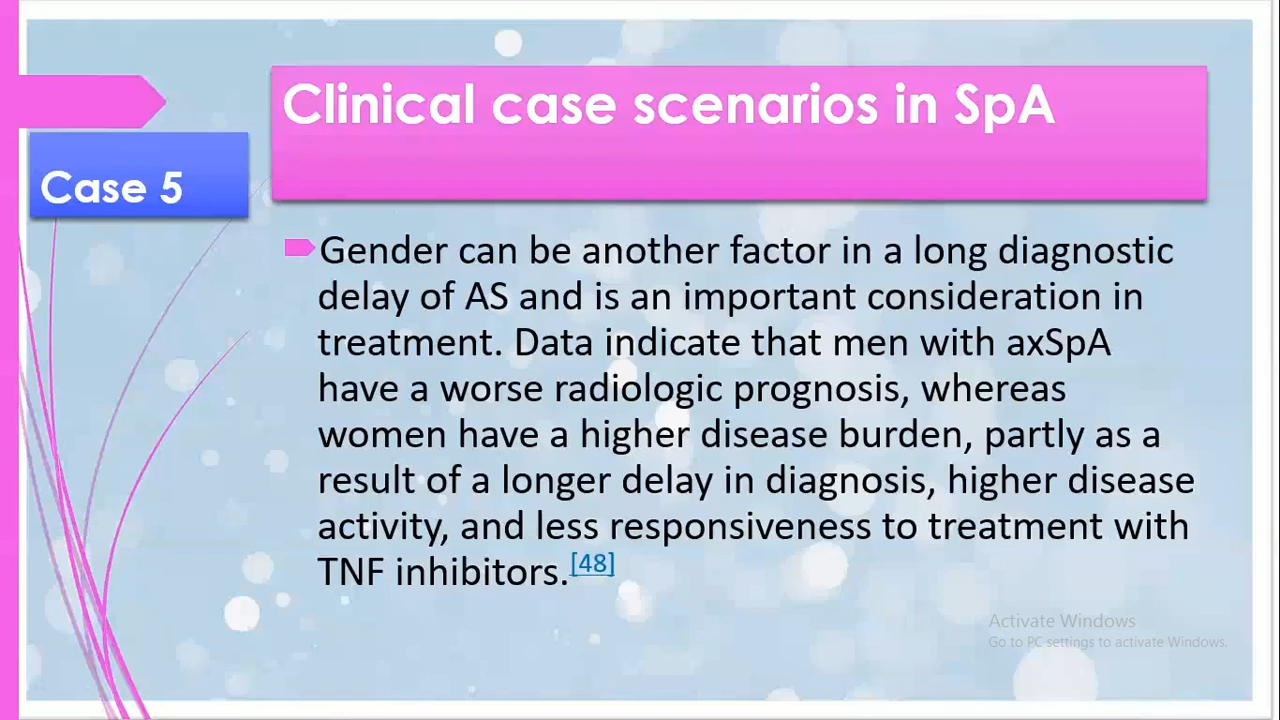 Clinical case scenarios in SpA
Case 5
Gender can be another factor in a long diagnostic
delay of AS and is an important consideration in
treatment. Data indicate that men with axSpA
have a worse radiologic prognosis, whereas
women have a higher disease burden, partly as a
result of a longer delay in diagnosis, higher disease
activity, and less responsiveness to treatment with
TNF inhibitors.[48]
Activate Windows
Go to PC settings to activate Windows.